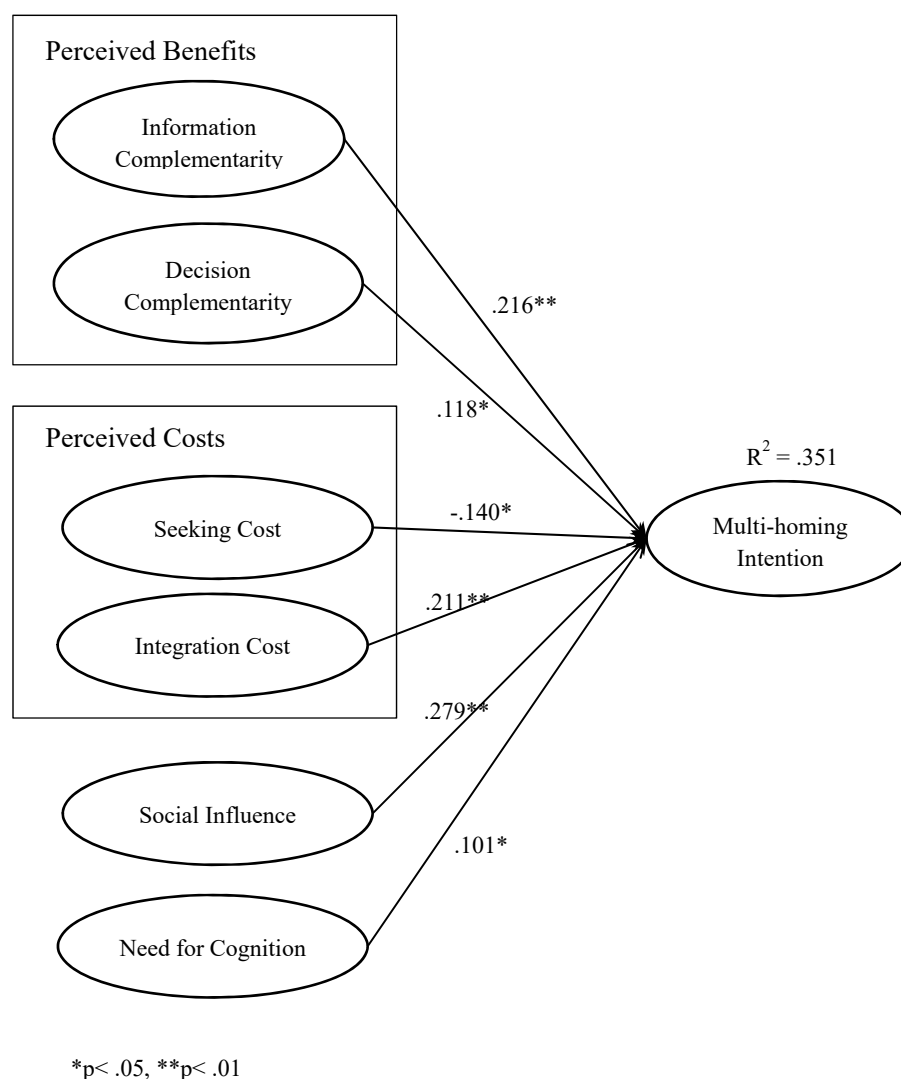 Perceived Benefits
Information
Complementarity
Decision
Complementarity
.216**
.118*
Perceived Costs
R² = .351
Seeking Cost
-.140*
Multi-homing
Intention
.211**
Integration Cost
.279**
Social Influence
.101*
Need for Cognition
*p< .05, **p< .01